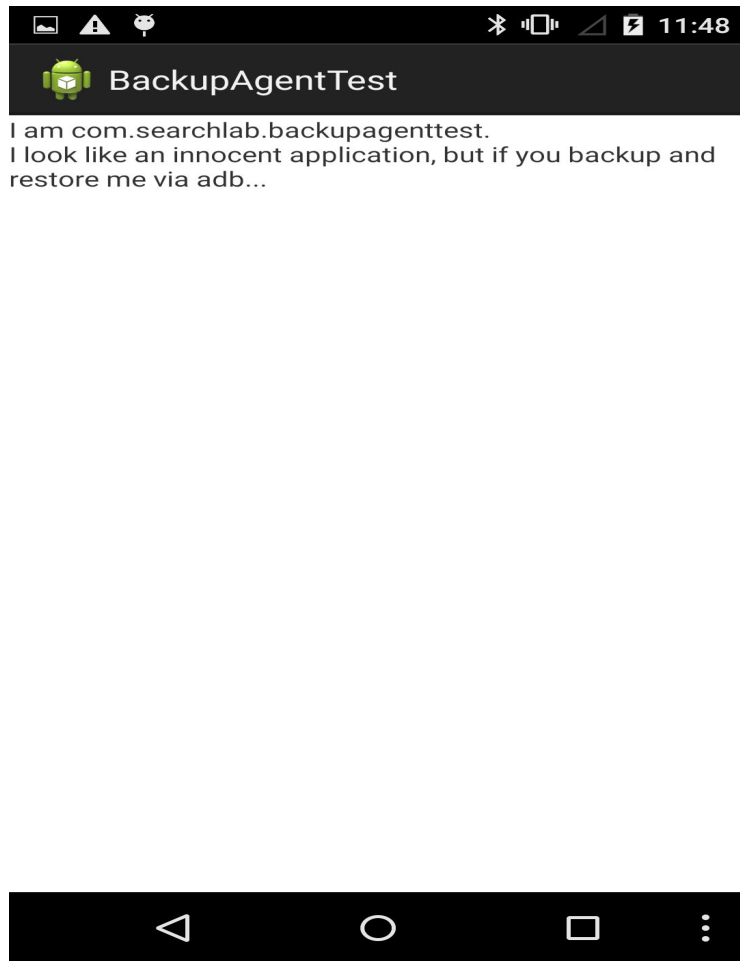 11:48
BackupAgentTest
I am com.searchlab.backupagenttest.
I look like an innocent application, but if you backup and
restore me via adb...